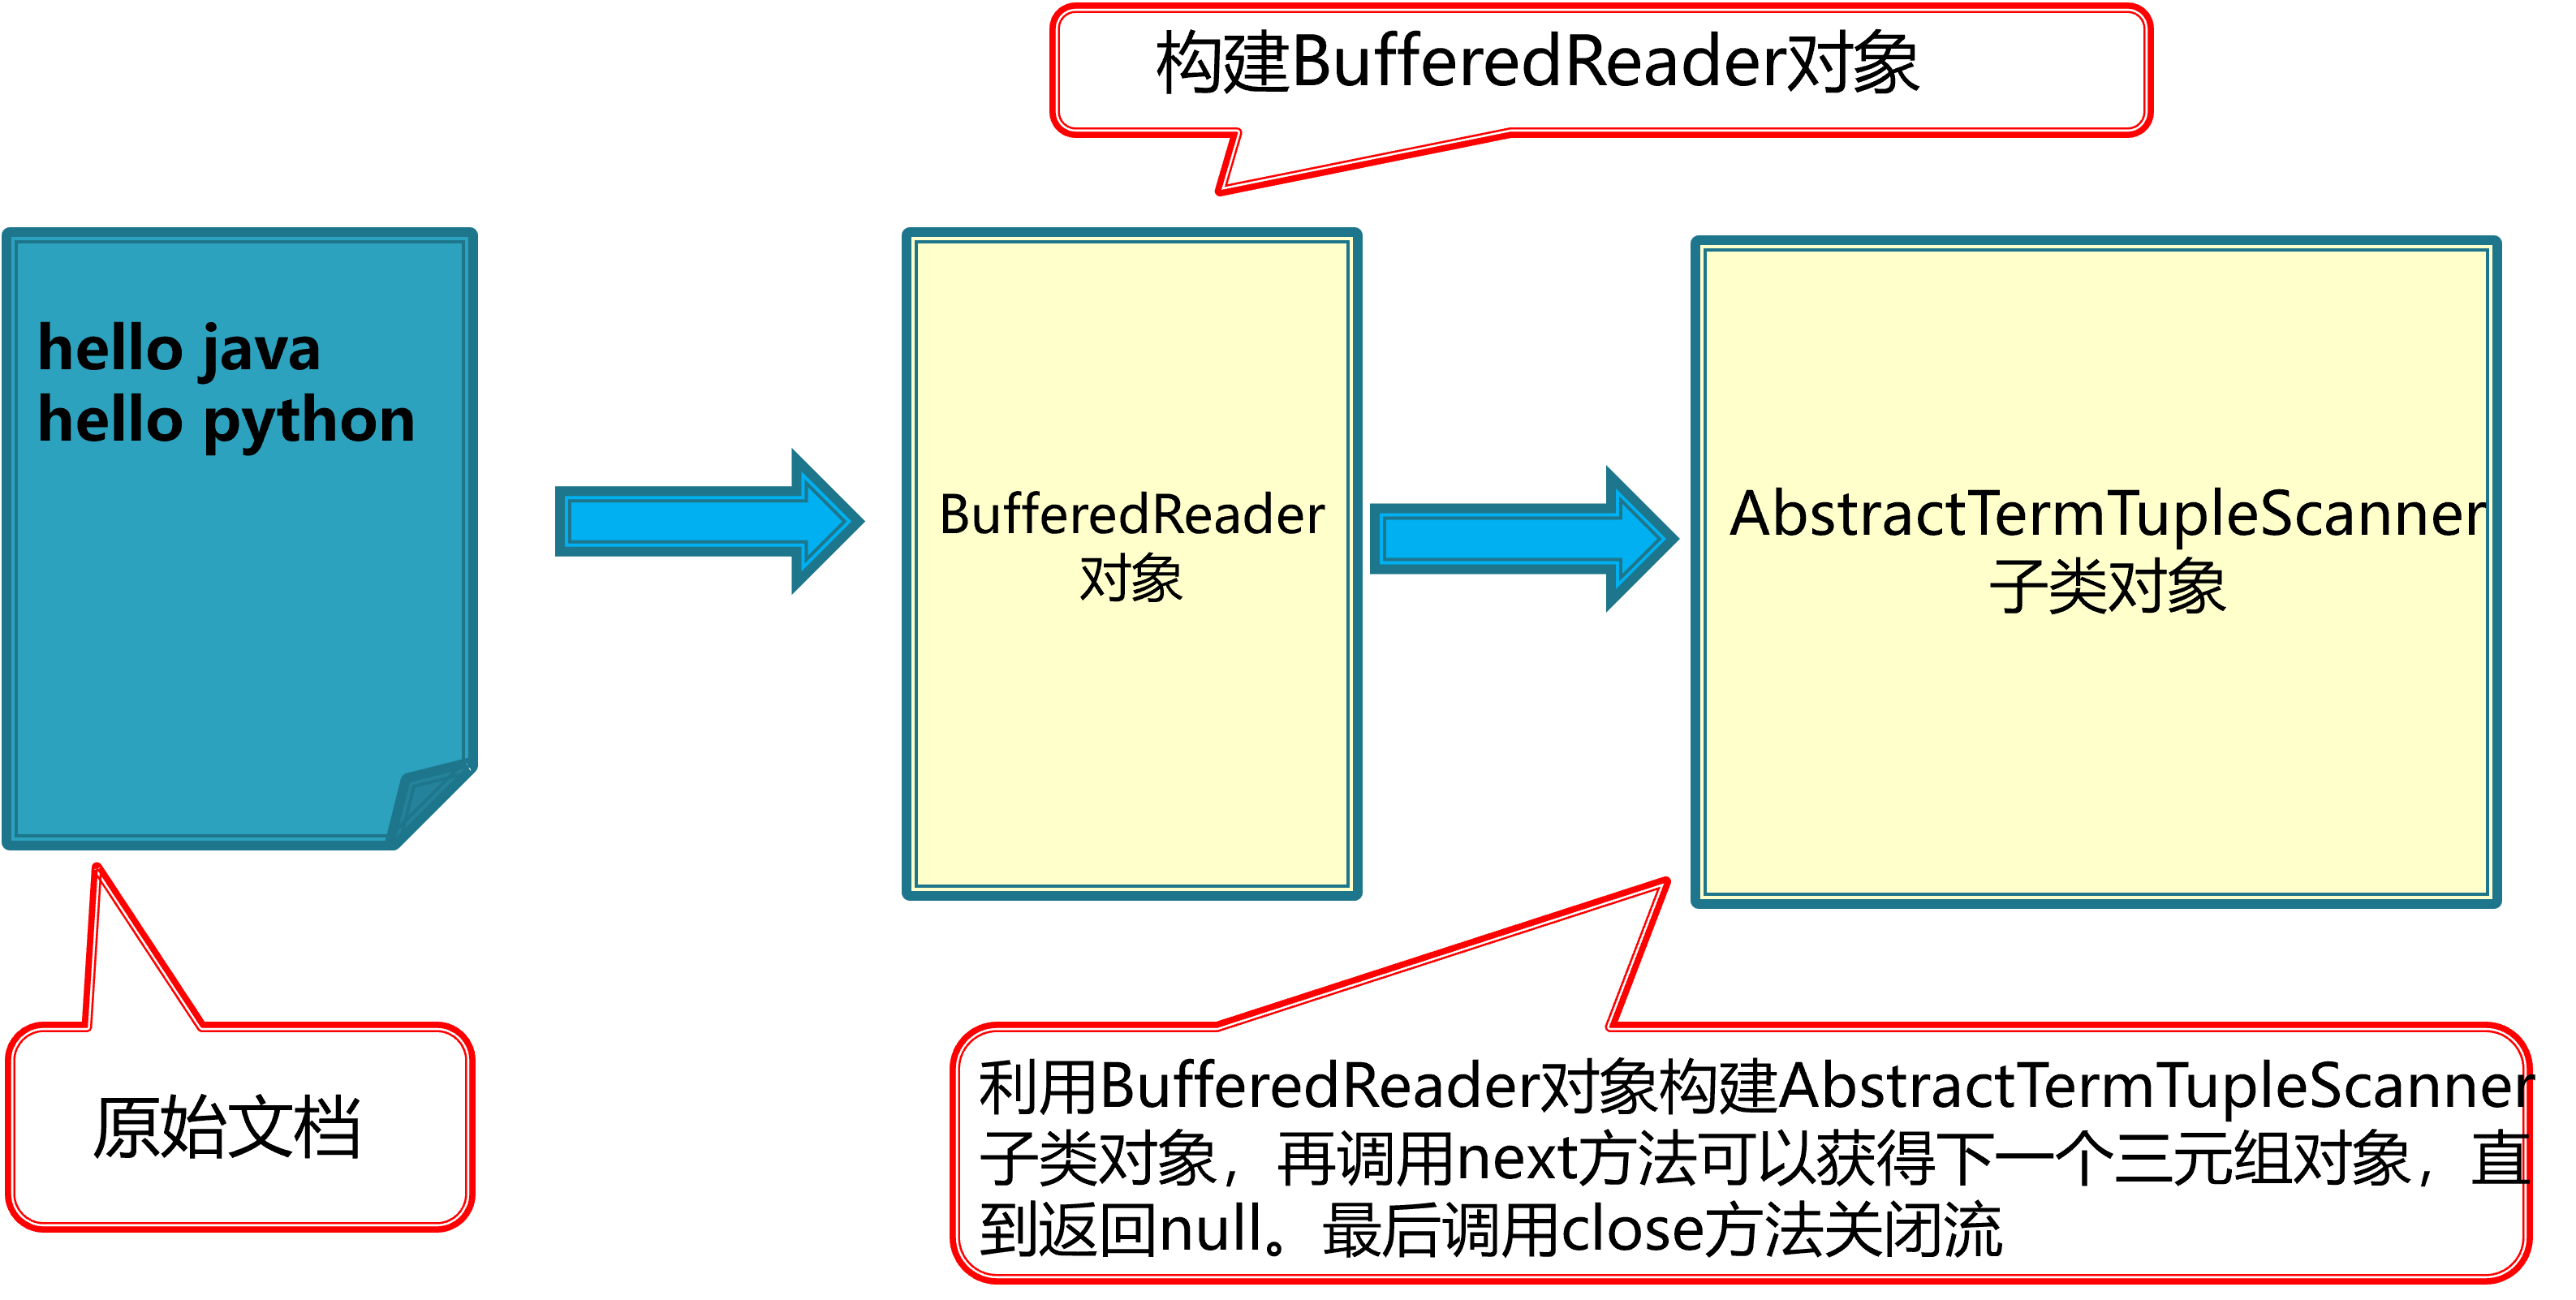 构建BufferedReader对象
hello java
hello python
BufferedReader
对象
AbstractTermTupleScanner
子类对象
原始文档
利用BufferedReader对象构建AbstractTermTupleScanner
子类对象，再调用next方法可以获得下一个三元组对象，直
到返回null。最后调用close方法关闭流